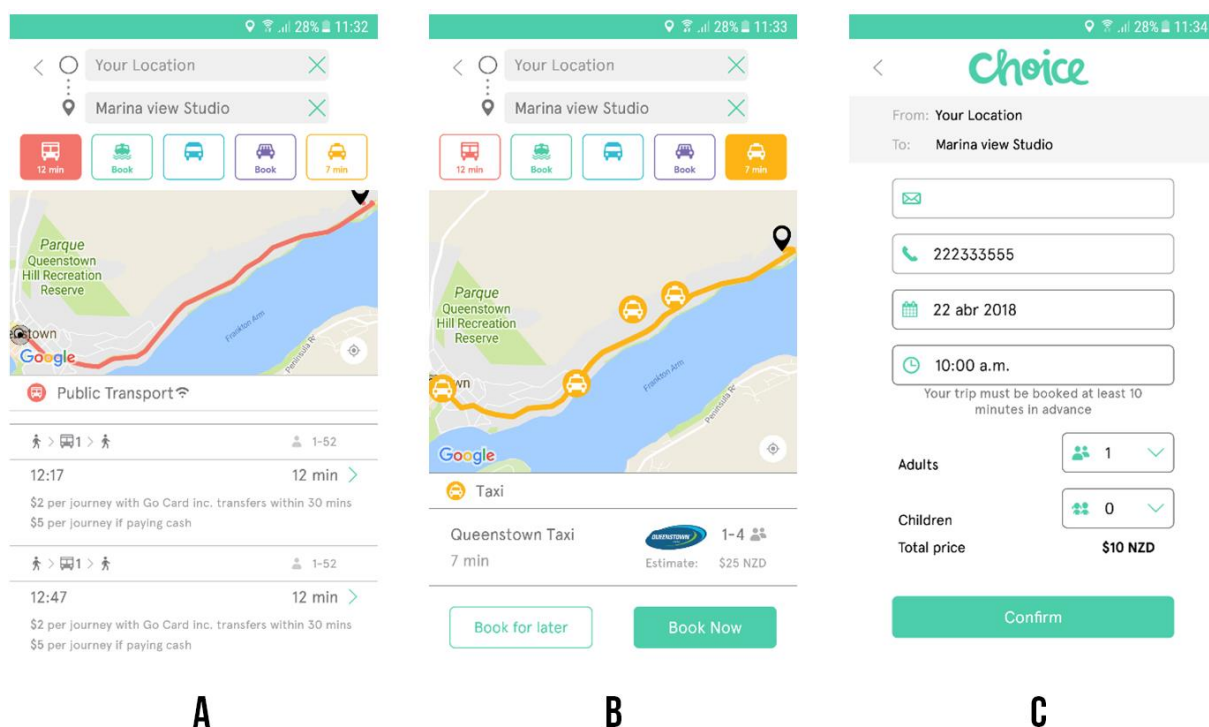 28% 11:32
Your Location
Marina view Studio
12 min
Book
Book
7 min
Parque
Queenstown
Hill Recreation
Reserve
Frankton Arm
Peninsula R
Google
Public Transport
1
1-52
12:17
12 min
$2 per journey with Go Card inc. transfers within 30 mins
$5 per journey if paying cash
1
1-52
12:47
12 min
$2 per journey with Go Card inc. transfers within 30 mins
$5 per journey if paying cash
A
28% 11:33
Your Location
Marina view Studio
12 min
Book
Book
7 min
Parque
Queenstown
Hill Recreation
Reserve
wn
Frankton Arm
Peninsula R
Google
Taxi
Queenstown Taxi
QUEENSTOWN
1-4
7 min
Estimate: $25 NZD
Book for later
Book Now
B
28% 11:34
Choice
From: Your Location
To: Marina view Studio
222333555
22 abr 2018
10:00 a.m.
Your trip must be booked at least 10
minutes in advance
Adults
1
Children
0
Total price $10 NZD
Confirm
C